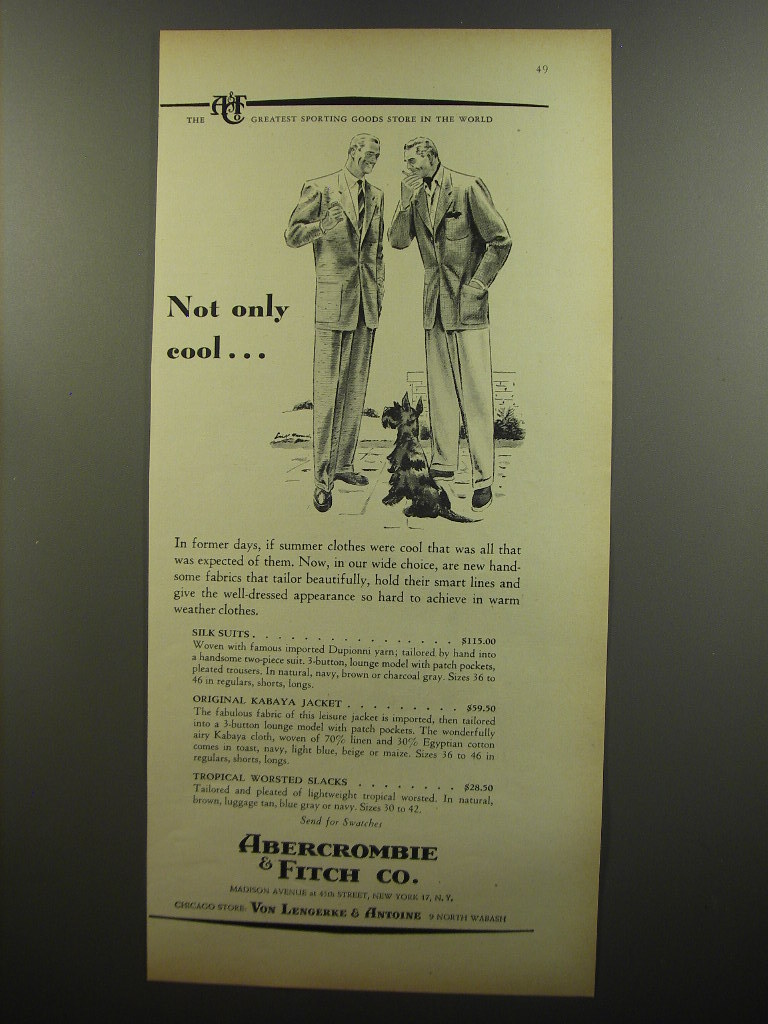 49
THE A&F Co GREATEST SPORTING GOODS STORE IN THE WORLD
Not only
cool...
In former days, if summer clothes were cool that was all that
was expected of them. Now, in our wide choice, are new hand-
some fabrics that tailor beautifully, hold their smart lines and
give the well-dressed appearance so hard to achieve in warm
weather clothes.
SILK SUITS . . . . . . . . . . . . . . . . $115.00
Woven with famous imported Dupionni yarn; tailored by hand into
a handsome two-piece suit. 3-button, lounge model with patch pockets,
pleated trousers. In natural, navy, brown or charcoal gray. Sizes 36 to
46 in regulars, shorts, longs.
ORIGINAL KABAYA JACKET . . . . . . . . . $59.50
The fabulous fabric of this leisure jacket is imported, then tailored
into a 3-button lounge model with patch pockets. The wonderfully
airy Kabaya cloth, woven of 70% linen and 30% Egyptian cotton
comes in toast, navy, light blue, beige or maize. Sizes 36 to 46 in
regulars, shorts, longs.
TROPICAL WORSTED SLACKS . . . . . . . . $28.50
Tailored and pleated of lightweight tropical worsted. In natural,
brown, luggage tan, blue gray or navy. Sizes 30 to 42.
Send for Swatches
ABERCROMBIE
& FITCH CO.
MADISON AVENUE at 45th STREET, NEW YORK 17, N. Y.
CHICAGO STORE: VON LENGERKE & ANTOINE 9 NORTH WABASH